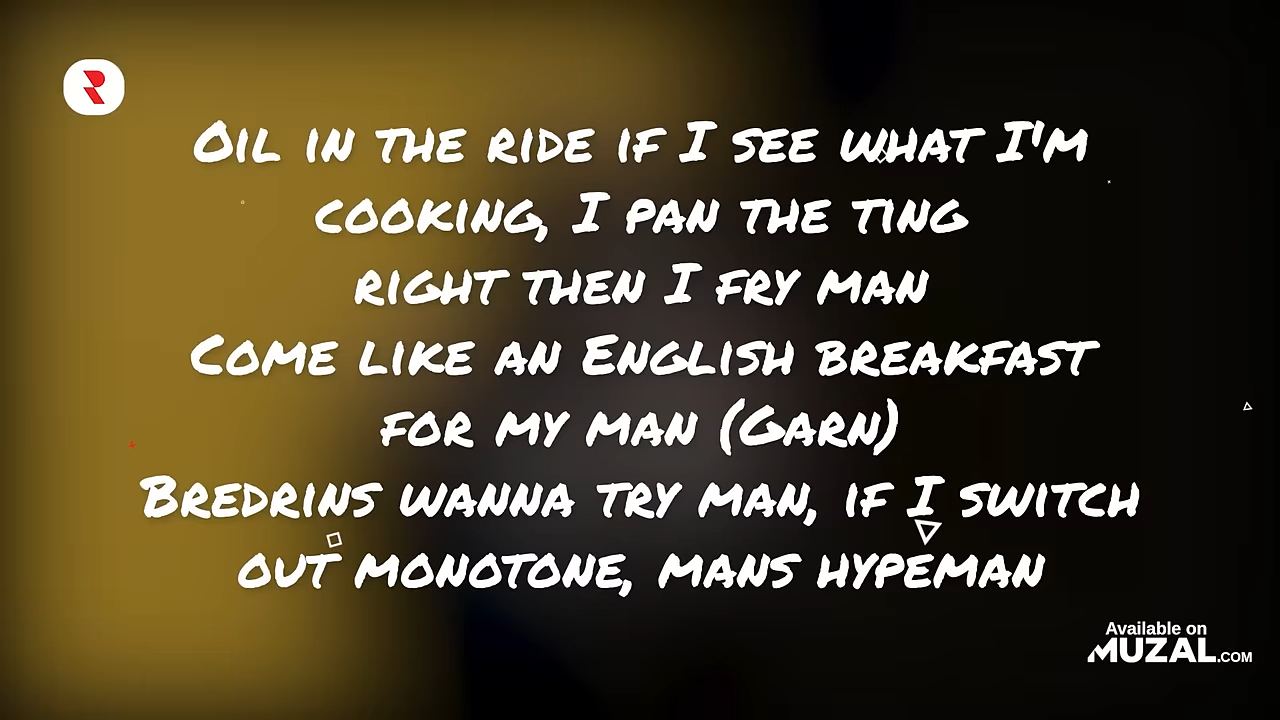 Oil in the ride if I see what I'm
cooking, I pan the ting
right then I fry man
Come like an English breakfast
for my man (Garn)
Bredrins wanna try man, if I switch
out monotone, mans hypeman
Available on
MUZAL.COM